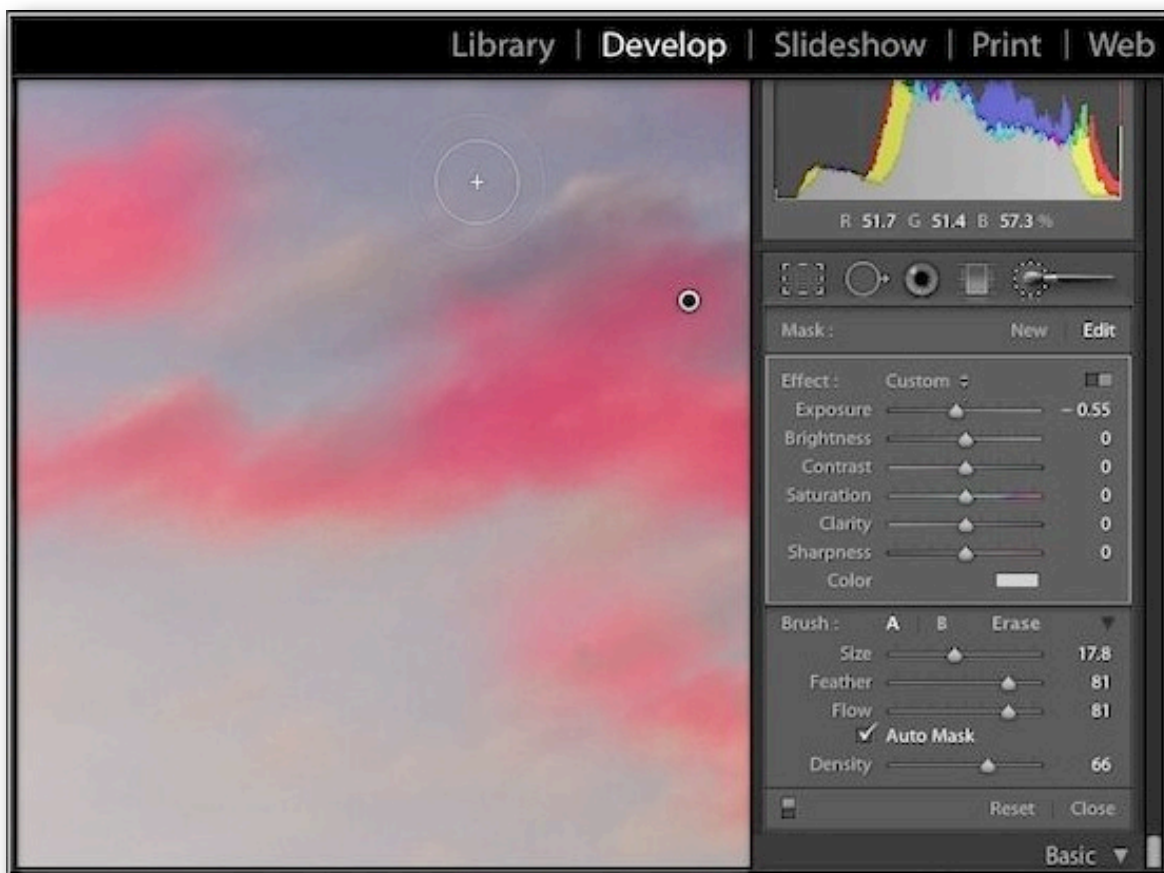 Library | Develop | Slideshow | Print | Web
R 51.7 G 51.4 B 57.3 %
Mask : New | Edit
Effect : Custom
Exposure - 0.55
Brightness 0
Contrast 0
Saturation 0
Clarity 0
Sharpness 0
Color
Brush : A | B Erase
Size 17.8
Feather 81
Flow 81
Auto Mask
Density 66
Reset | Close
Basic